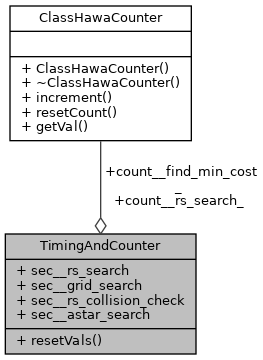 ClassHawaCounter
+ ClassHawaCounter()
+ ~ClassHawaCounter()
+ increment()
+ resetCount()
+ getVal()
+count__find_min_cost
_
+count__rs_search_
TimingAndCounter
+ sec__rs_search
+ sec__grid_search
+ sec__rs_collision_check
+ sec__astar_search
+ resetVals()